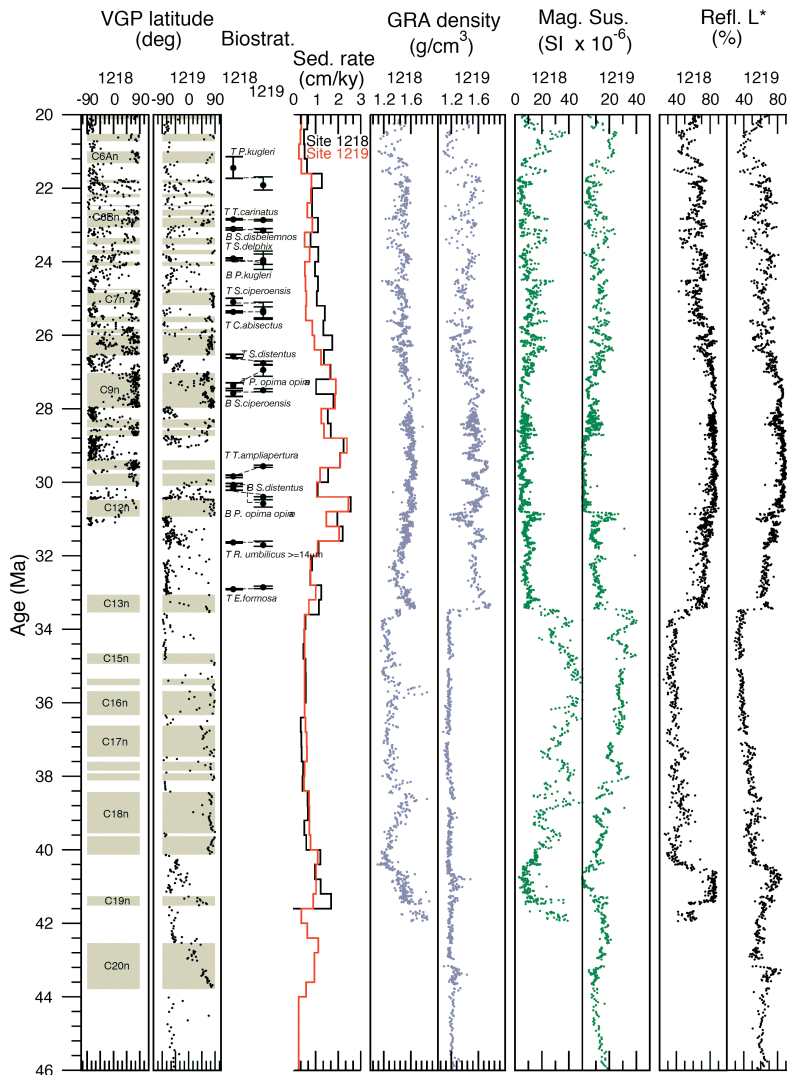 VGP latitude
(deg)
Biostrat.
Sed. rate
(cm/ky)
GRA density
(g/cm³)
Mag. Sus.
(SI x 10⁻⁶)
Refl. L*
(%)
1218 1219 1218 1219 1218 1219 1218 1219 1218 1219
-90 0 90 -90 0 90 0 1 2 3 1.2 1.6 1.2 1.6 0 20 40 0 20 40 40 80 40 80
Site 1218
Site 1219
Age (Ma)
20
22
24
26
28
30
32
34
36
38
40
42
44
46
C6An
C6Bn
C7n
C9n
C12n
C13n
C15n
C16n
C17n
C18n
C19n
C20n
T P.kugleri
T T.carinatus
B S.disbelemnos
T S.delphix
B P.kugleri
T S.ciperoensis
T C.abisectus
T S.distentus
T P. opima opima
B S.ciperoensis
T T.ampliapertura
B S.distentus
B P. opima opima
T R. umbilicus >=14µm
T E.formosa